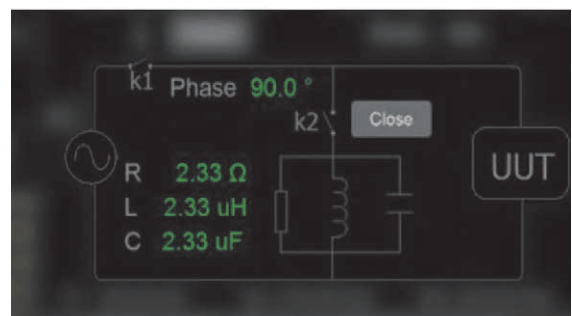 k1
Phase 90.0 °
k2
Close
R 2.33 Ω
L 2.33 uH
C 2.33 uF
UUT